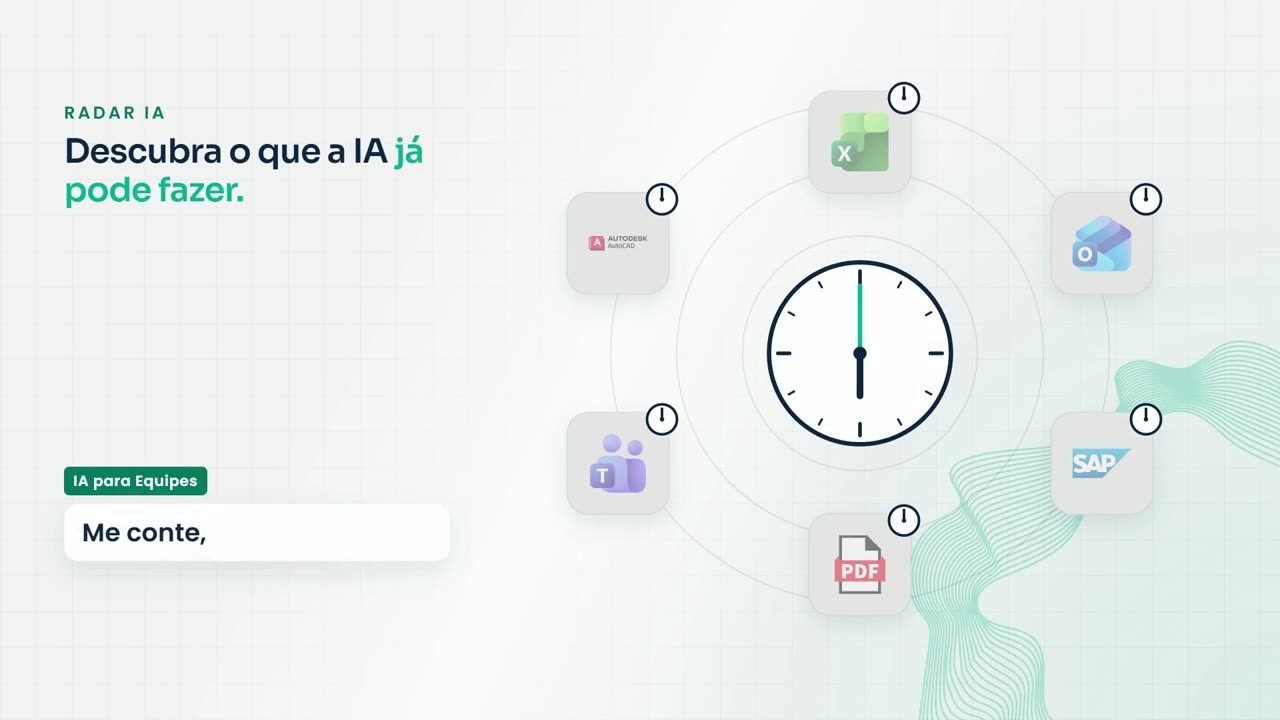 RADAR IA
Descubra o que a IA já
pode fazer.
IA para Equipes
Me conte,
X
A AUTODESK
AutoCAD
O
T
SAP
PDF